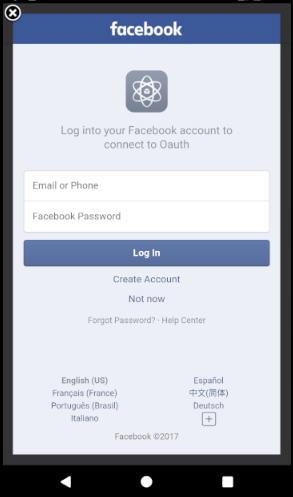 facebook
Log into your Facebook account to
connect to Oauth
Email or Phone
Facebook Password
Log In
Create Account
Not now
Forgot Password? · Help Center
English (US)
Español
Français (France)
中文(简体)
Português (Brasil)
Deutsch
Italiano
Facebook ©2017